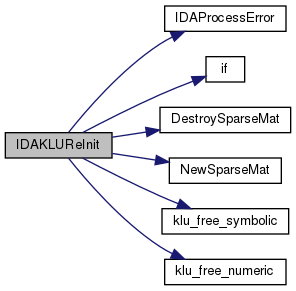 IDAProcessError
if
DestroySparseMat
IDAKLUReInit
NewSparseMat
klu_free_symbolic
klu_free_numeric